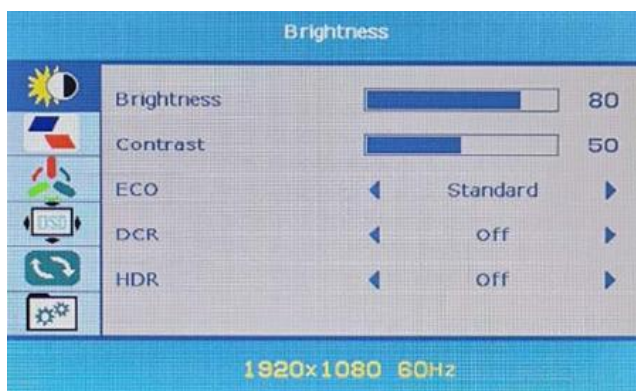 Brightness
Brightness 80
Contrast 50
ECO Standard
DCR Off
OSD
HDR Off
1920x1080 60Hz